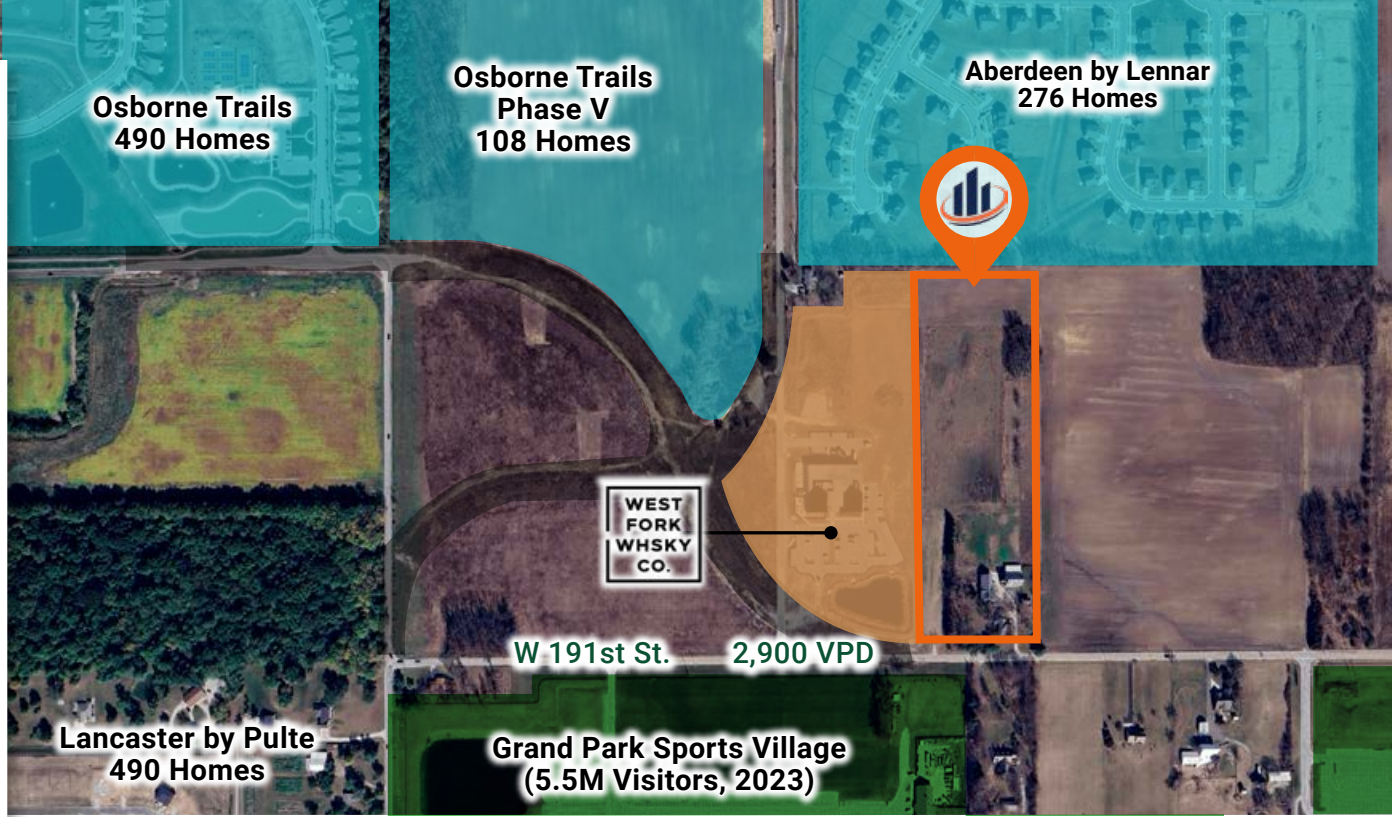 Osborne Trails
490 Homes
Osborne Trails
Phase V
108 Homes
Aberdeen by Lennar
276 Homes
WEST
FORK
WHSKY
CO.
W 191st St.
2,900 VPD
Lancaster by Pulte
490 Homes
Grand Park Sports Village
(5.5M Visitors, 2023)